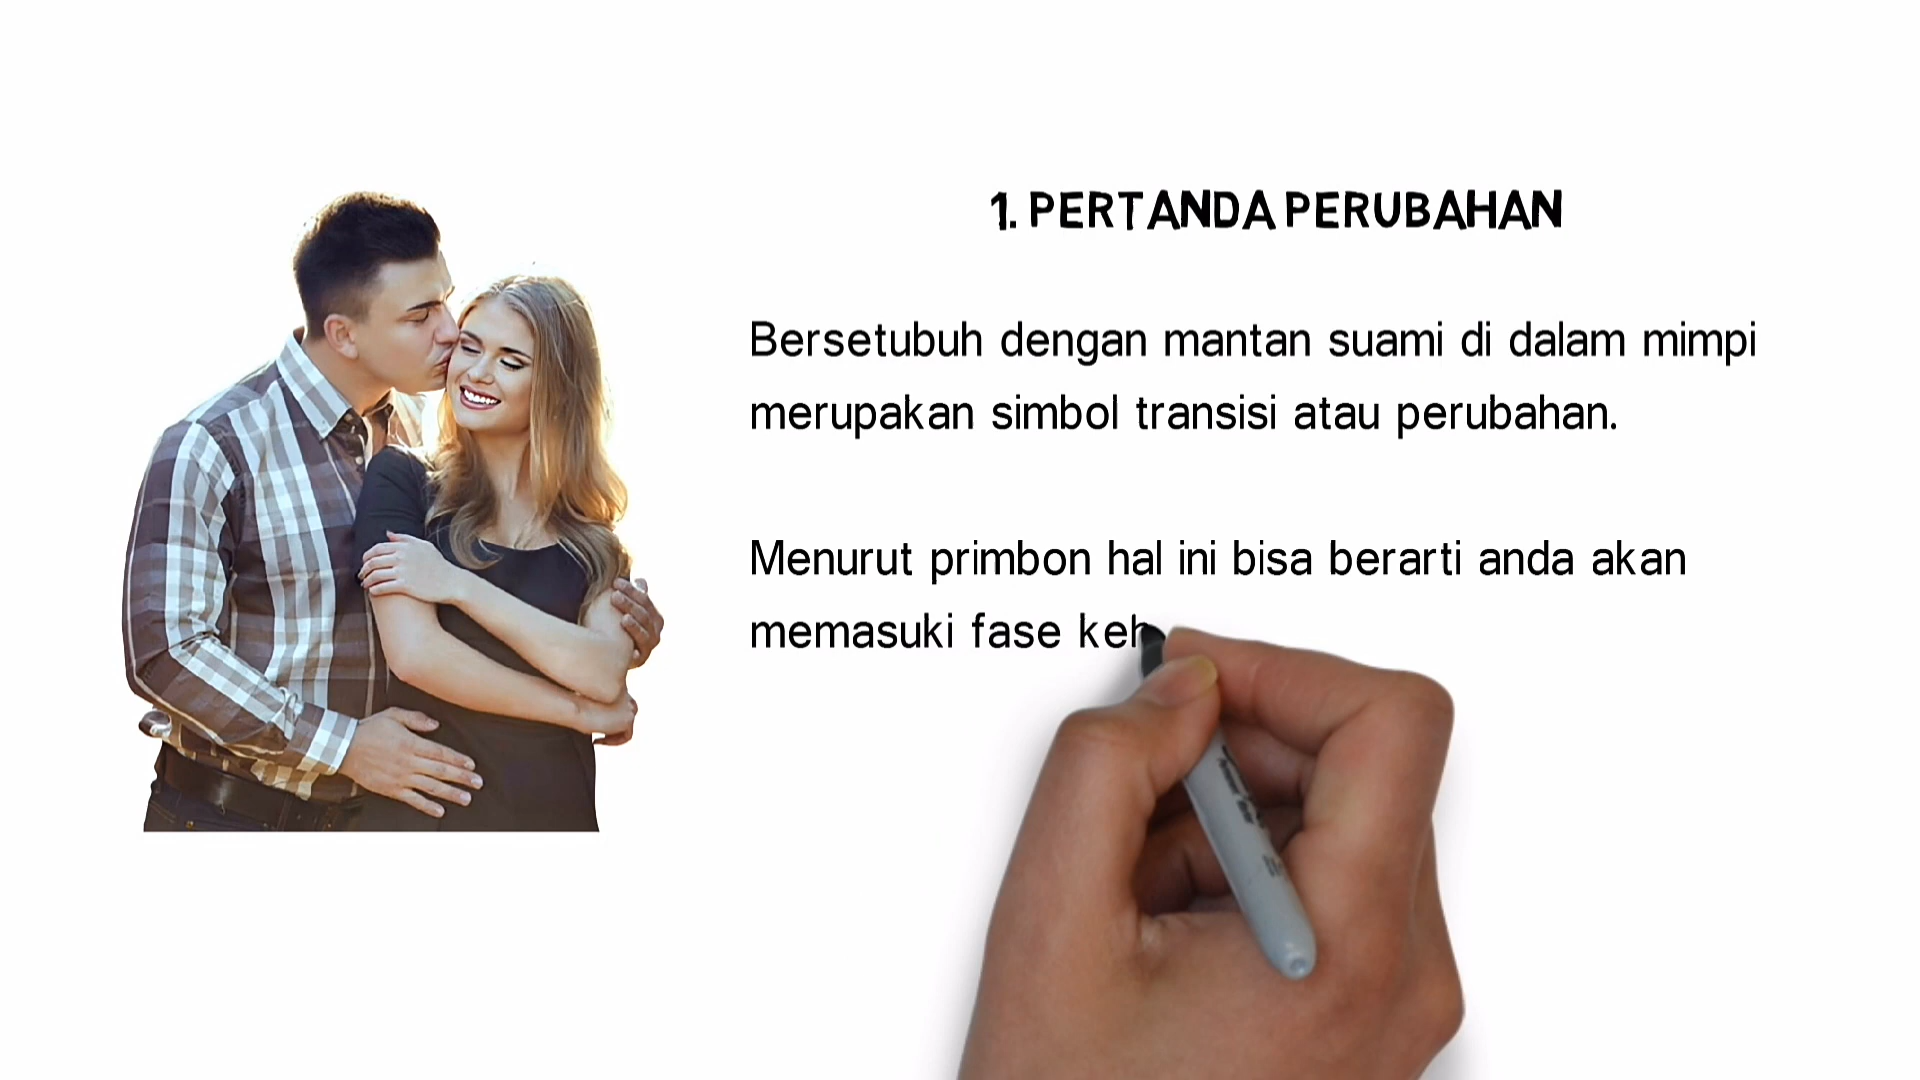 1. PERTANDA PERUBAHAN
Bersetubuh dengan mantan suami di dalam mimpi
merupakan simbol transisi atau perubahan.
Menurut primbon hal ini bisa berarti anda akan
memasuki fase keh